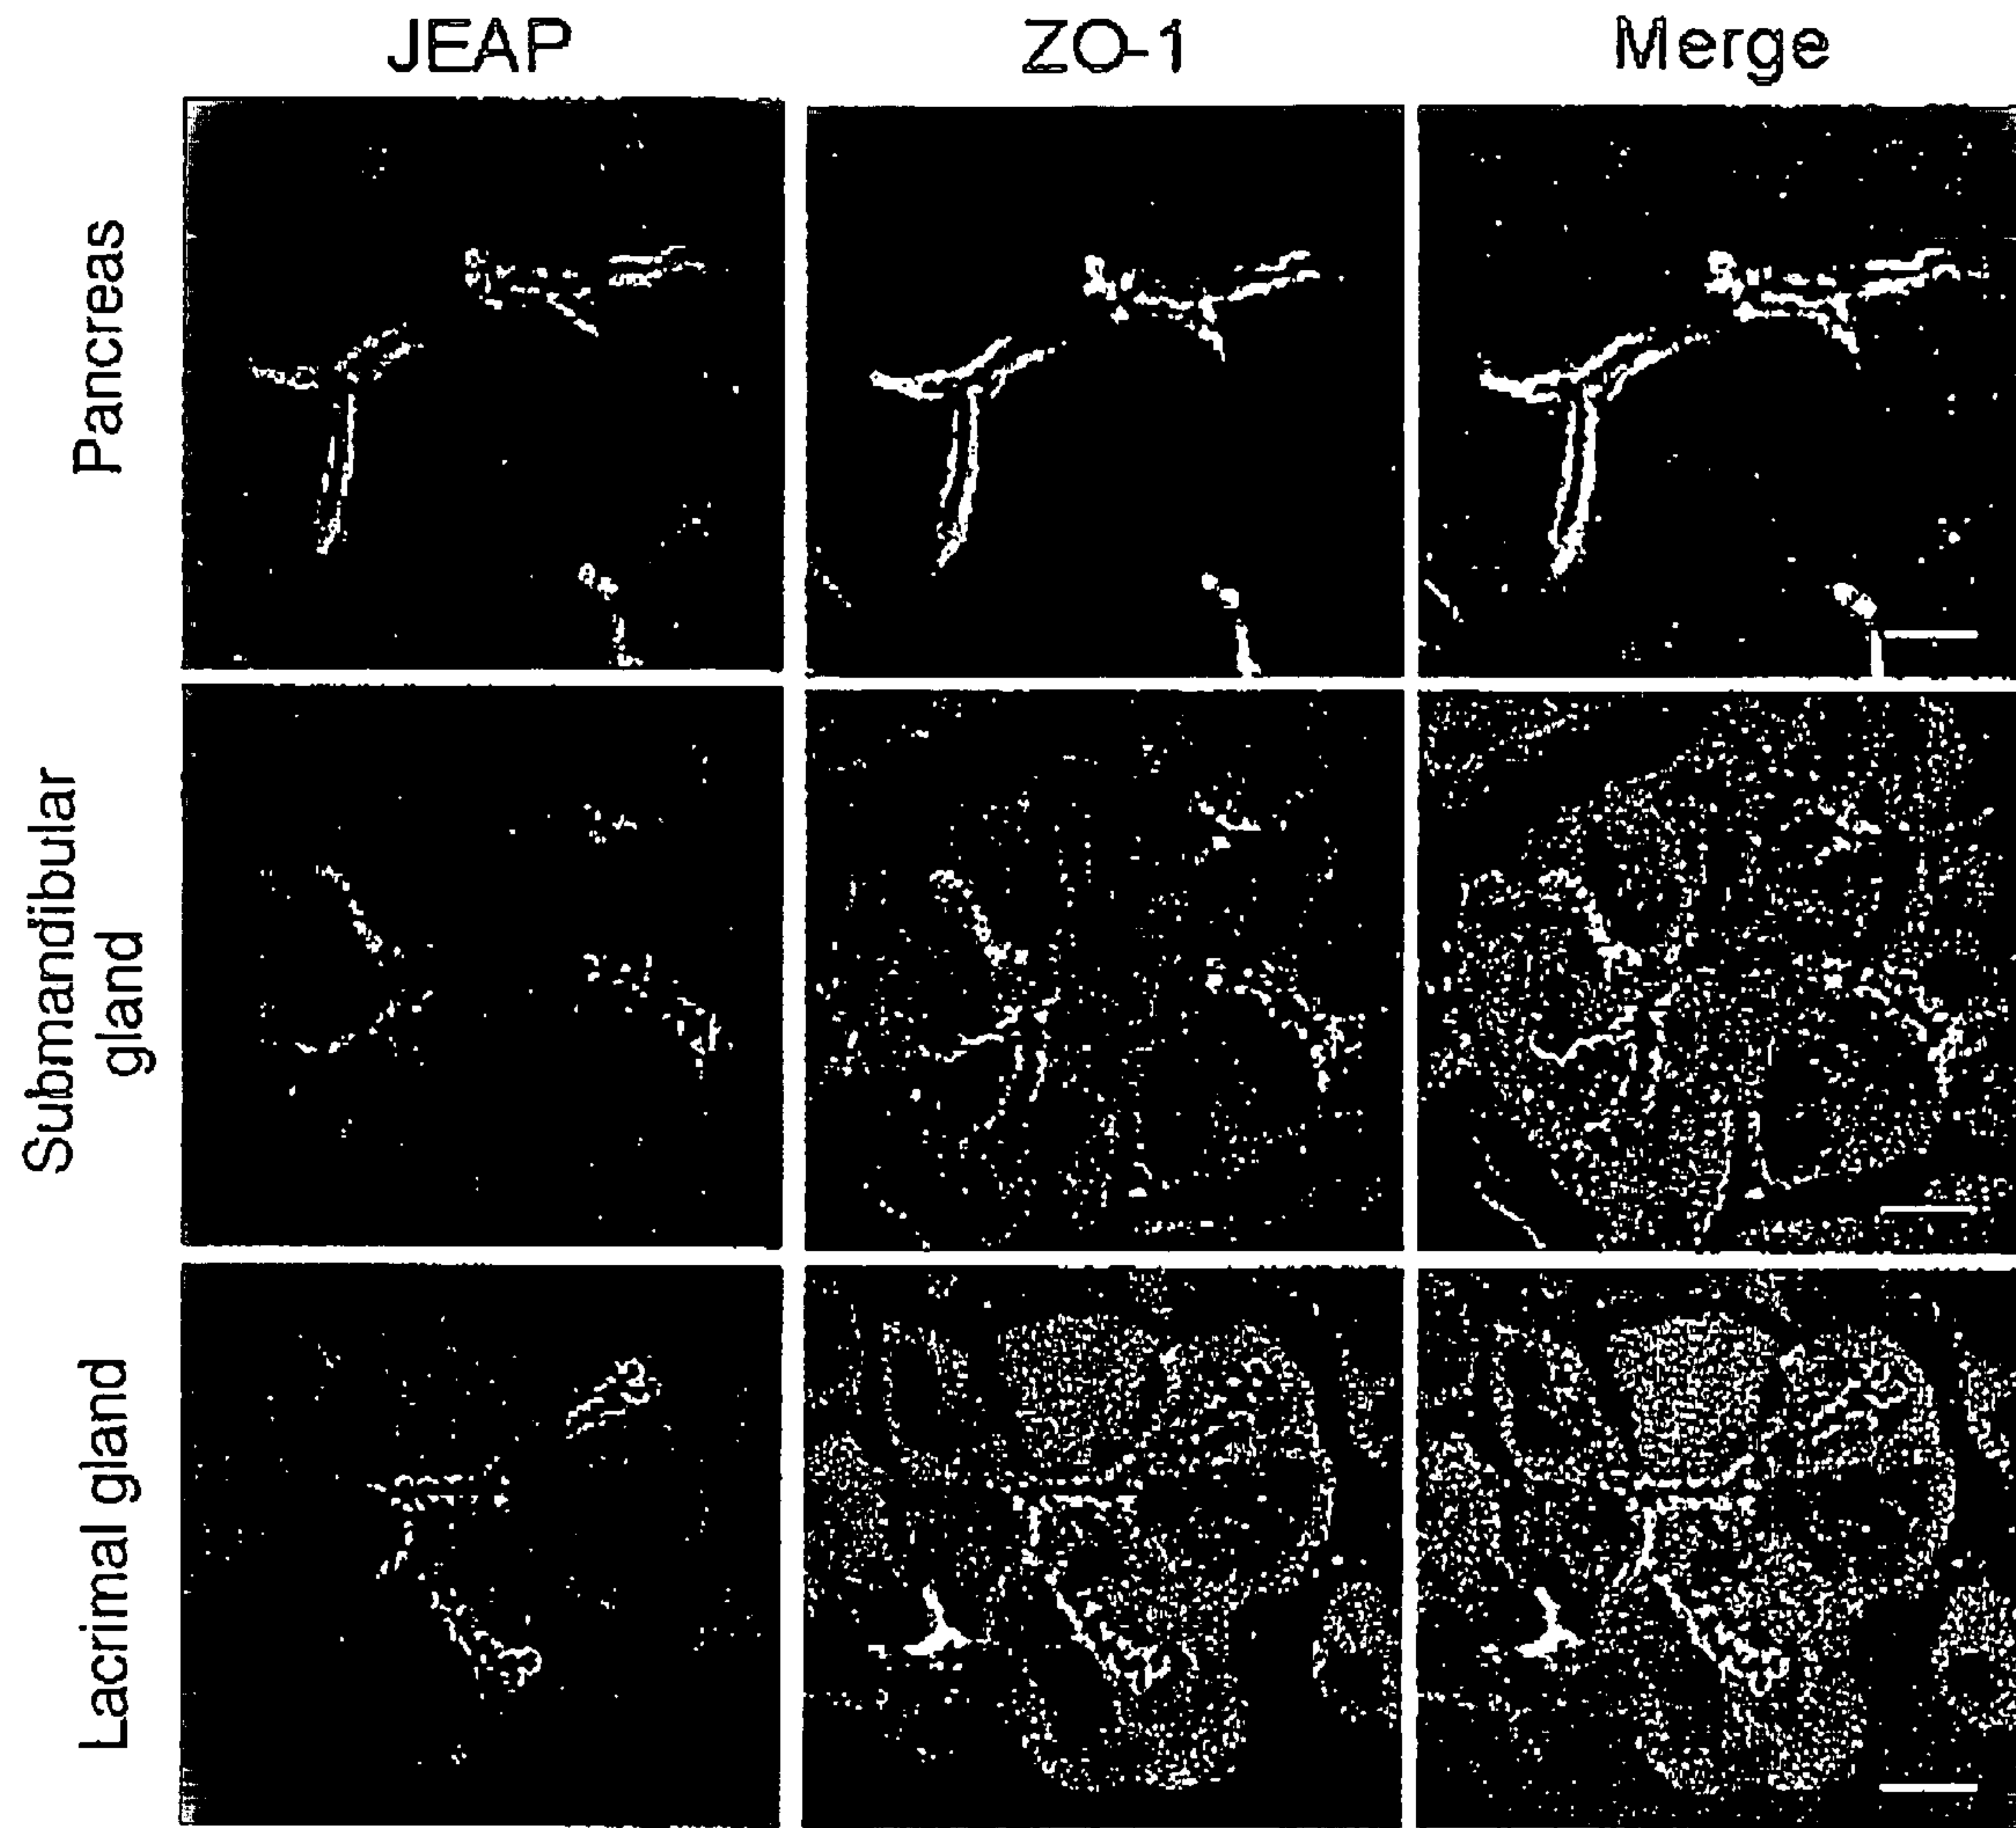 JEAP ZO-1 Merge
Pancreas
Submandibular
gland
Lacrimal gland